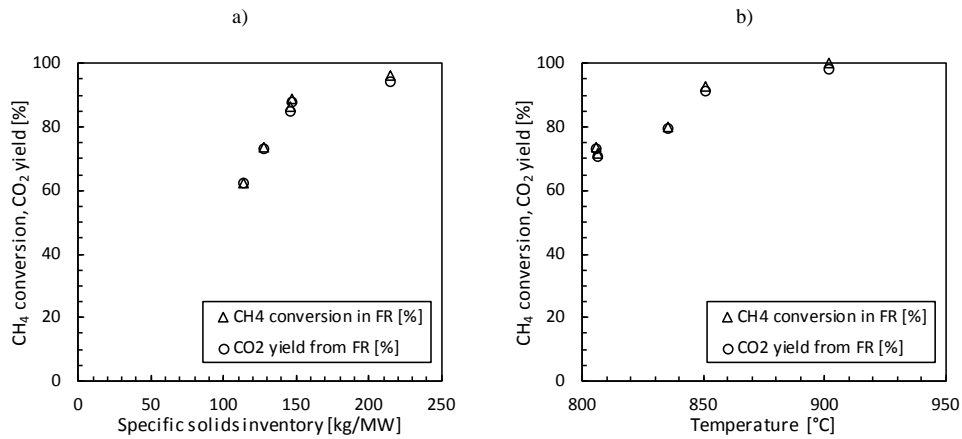 a)
CH₄ conversion, CO₂ yield [%]
100
80
60
40
20
0
0 50 100 150 200 250
Specific solids inventory [kg/MW]
CH4 conversion in FR [%]
CO2 yield from FR [%]
b)
CH₄ conversion, CO₂ yield [%]
100
80
60
40
20
0
800 850 900 950
Temperature [°C]
CH4 conversion in FR [%]
CO2 yield from FR [%]